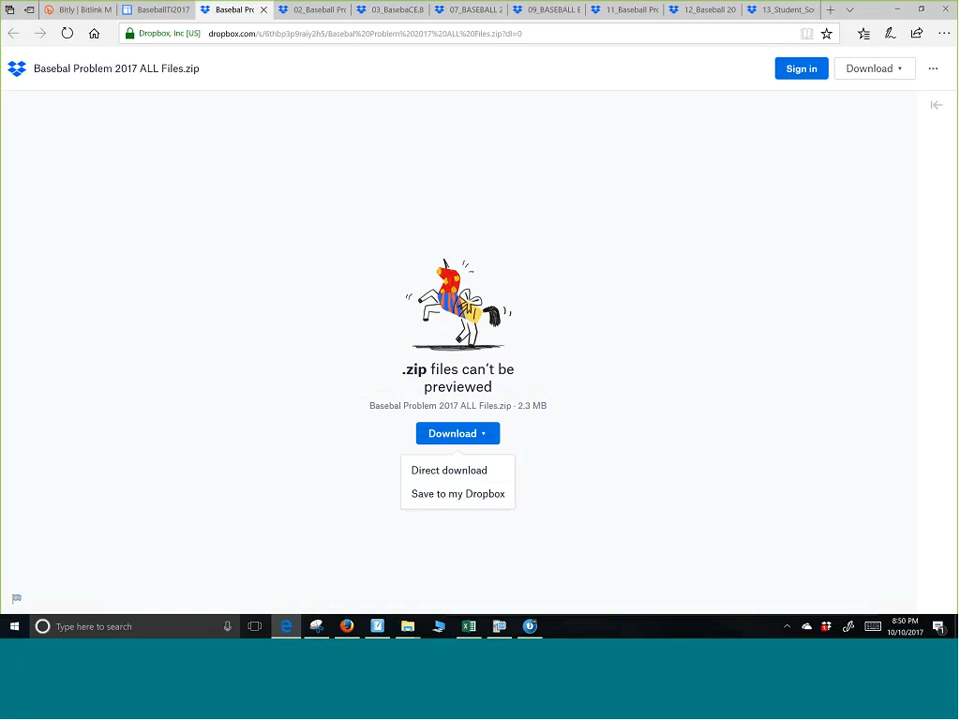 Bitly | Bitlink M
BaseballTI2017
Basebal Pro
02_Baseball Pro
03_BasebaCE.B
07_BASEBALL 2
09_BASEBALL E
11_Baseball Pro
12_Baseball 20
13_Student_So
Dropbox, Inc [US]
dropbox.com/s/6thbp3p9raiy2h5/Basebal%20Problem%202017%20ALL%20Files.zip?dl=0
Basebal Problem 2017 ALL Files.zip
Sign in
Download
.zip files can't be
previewed
Basebal Problem 2017 ALL Files.zip · 2.3 MB
Download
Direct download
Save to my Dropbox
Type here to search
8:50 PM
10/10/2017